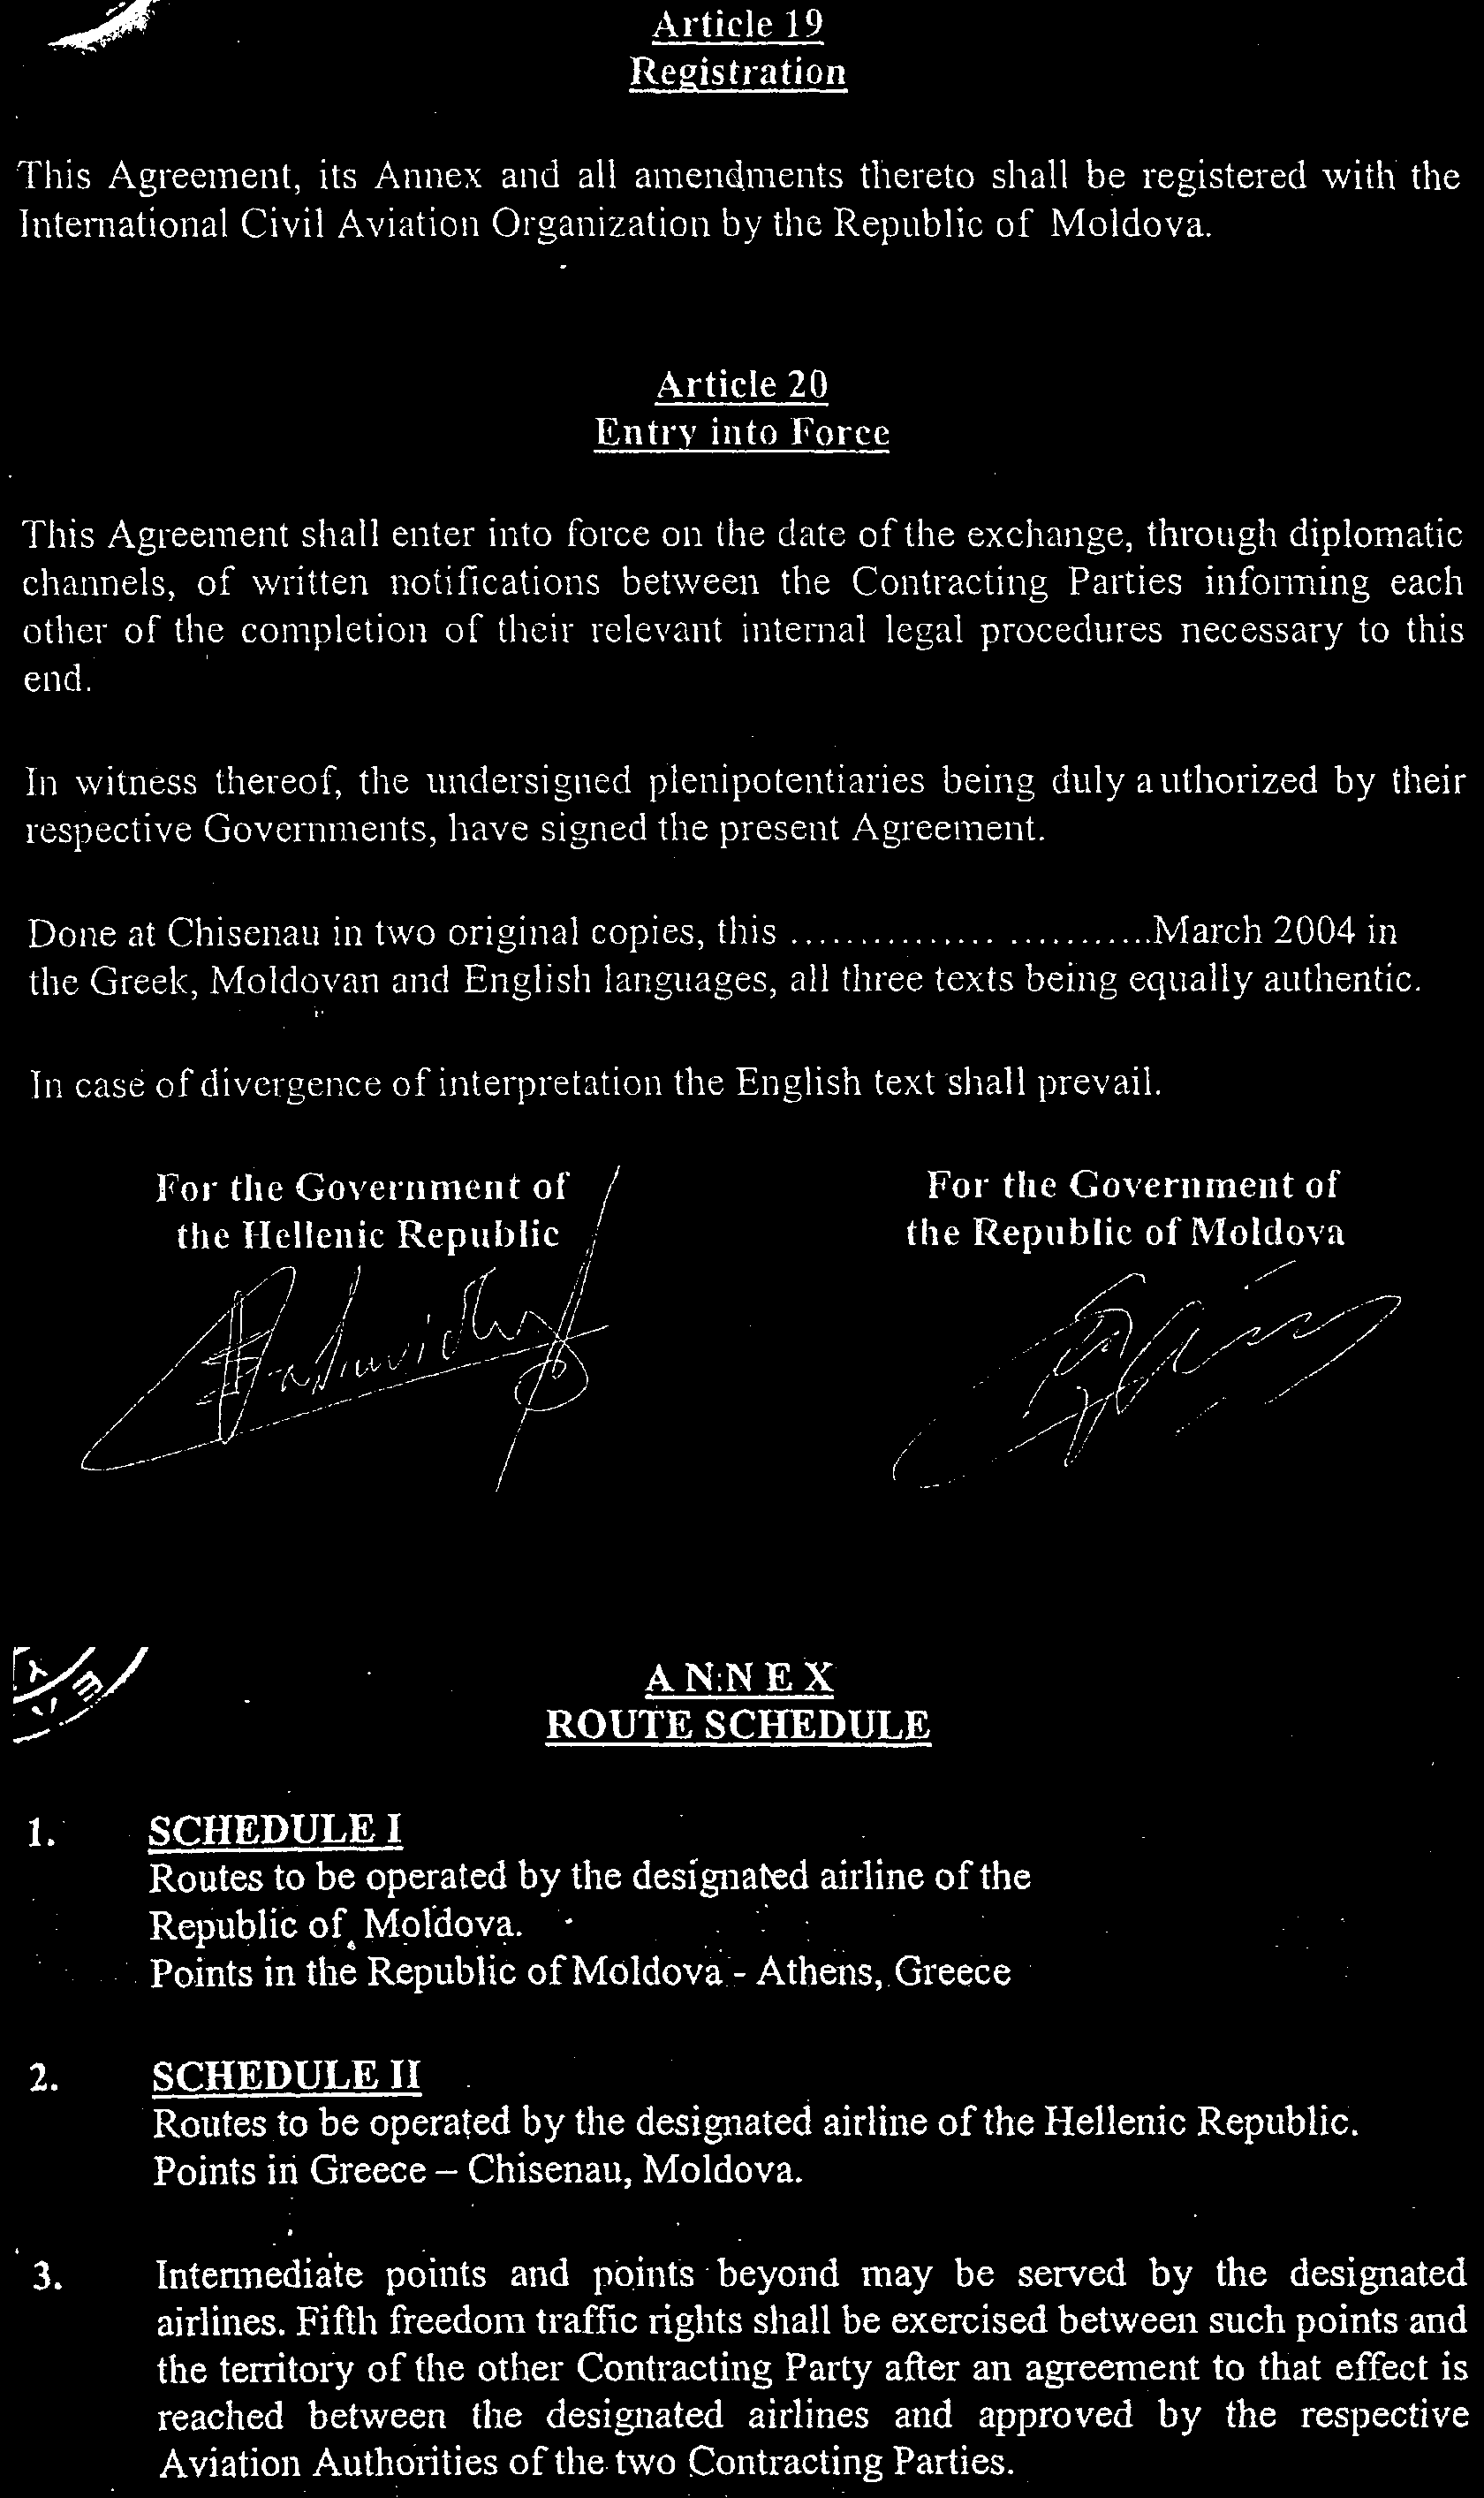 Article 19
Registration
This Agreement, its Annex and all amendments thereto shall be registered with the
International Civil Aviation Organization by the Republic of Moldova.
Article 20
Entry into Force
This Agreement shall enter into force on the date of the exchange, through diplomatic
channels, of written notifications between the Contracting Parties informing each
other of the completion of their relevant internal legal procedures necessary to this
end.
In witness thereof, the undersigned plenipotentiaries being duly authorized by their
respective Governments, have signed the present Agreement.
Done at Chisenau in two original copies, this .......................... March 2004 in
the Greek, Moldovan and English languages, all three texts being equally authentic.
In case of divergence of interpretation the English text shall prevail.
For the Government of
the Hellenic Republic
For the Government of
the Republic of Moldova
ANNEX
ROUTE SCHEDULE
1. SCHEDULE I
Routes to be operated by the designated airline of the
Republic of Moldova.
Points in the Republic of Moldova - Athens, Greece
2. SCHEDULE II
Routes to be operated by the designated airline of the Hellenic Republic.
Points in Greece – Chisenau, Moldova.
3. Intermediate points and points beyond may be served by the designated
airlines. Fifth freedom traffic rights shall be exercised between such points and
the territory of the other Contracting Party after an agreement to that effect is
reached between the designated airlines and approved by the respective
Aviation Authorities of the two Contracting Parties.